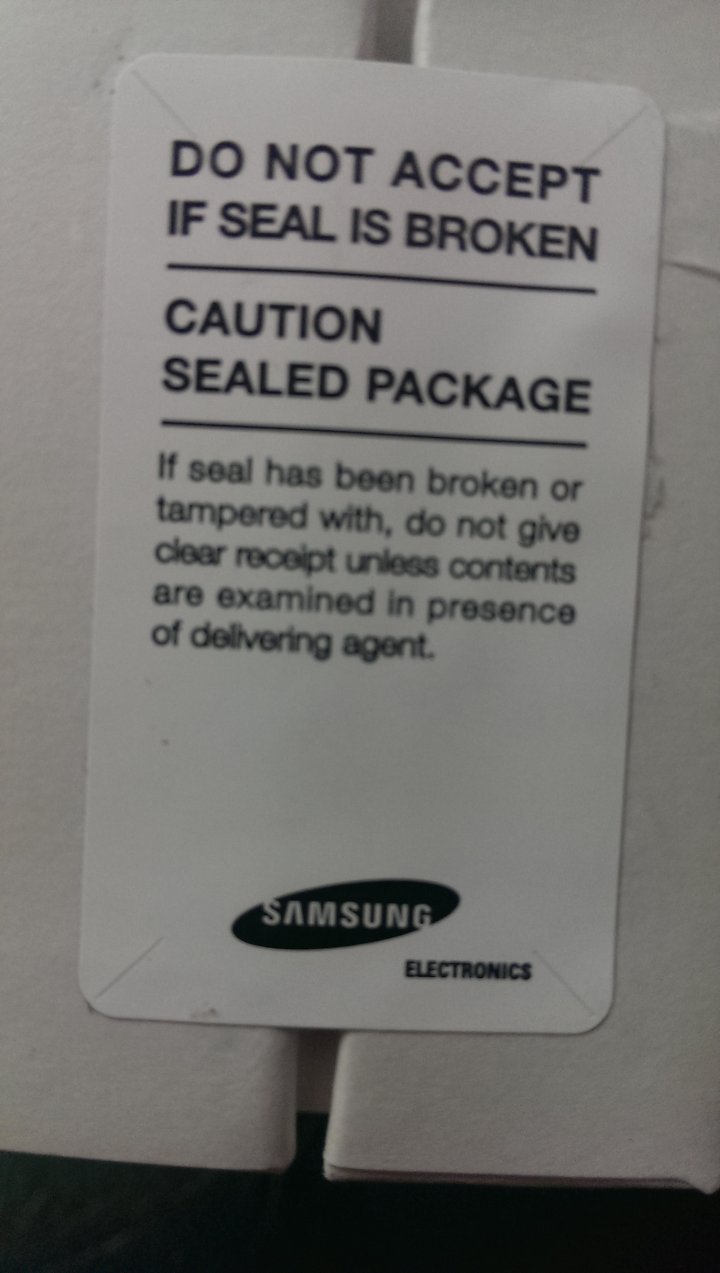 DO NOT ACCEPT
IF SEAL IS BROKEN
CAUTION
SEALED PACKAGE
If seal has been broken or
tampered with, do not give
clear receipt unless contents
are examined in presence
of delivering agent.
SAMSUNG
ELECTRONICS